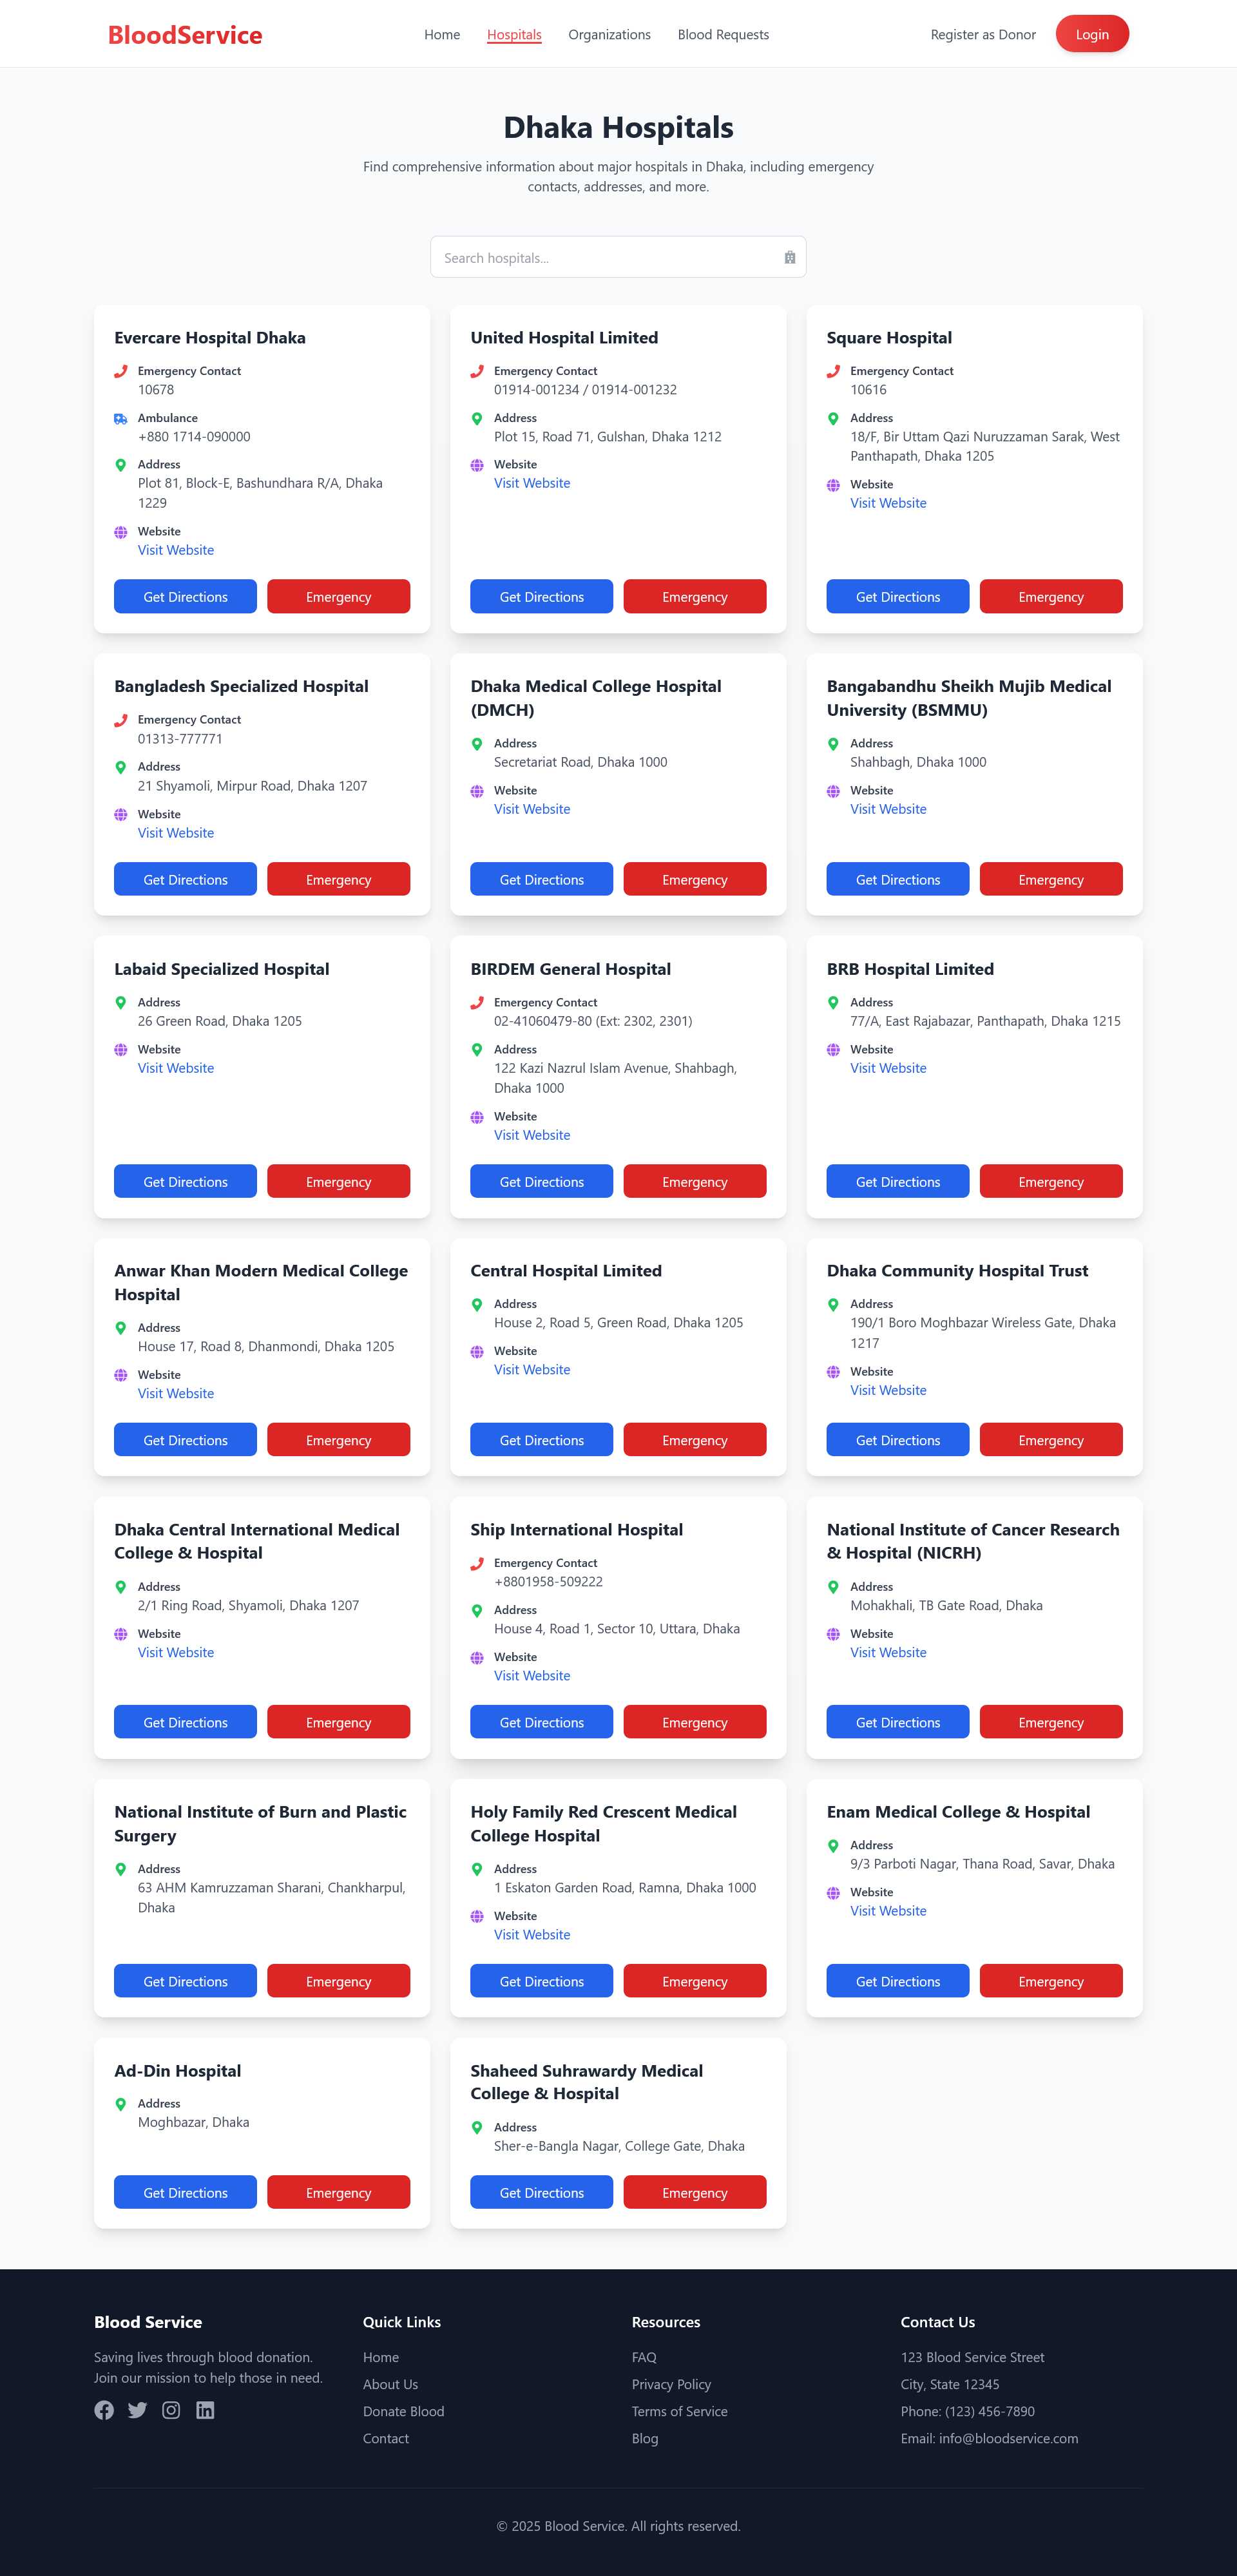 BloodService
Home
Hospitals
Organizations
Blood Requests
Register as Donor
Login
Dhaka Hospitals
Find comprehensive information about major hospitals in Dhaka, including emergency
contacts, addresses, and more.
Search hospitals...
Evercare Hospital Dhaka
Emergency Contact
10678
Ambulance
+880 1714-090000
Address
Plot 81, Block-E, Bashundhara R/A, Dhaka
1229
Website
Visit Website
Get Directions
Emergency
United Hospital Limited
Emergency Contact
01914-001234 / 01914-001232
Address
Plot 15, Road 71, Gulshan, Dhaka 1212
Website
Visit Website
Get Directions
Emergency
Square Hospital
Emergency Contact
10616
Address
18/F, Bir Uttam Qazi Nuruzzaman Sarak, West
Panthapath, Dhaka 1205
Website
Visit Website
Get Directions
Emergency
Bangladesh Specialized Hospital
Emergency Contact
01313-777771
Address
21 Shyamoli, Mirpur Road, Dhaka 1207
Website
Visit Website
Get Directions
Emergency
Dhaka Medical College Hospital
(DMCH)
Address
Secretariat Road, Dhaka 1000
Website
Visit Website
Get Directions
Emergency
Bangabandhu Sheikh Mujib Medical
University (BSMMU)
Address
Shahbagh, Dhaka 1000
Website
Visit Website
Get Directions
Emergency
Labaid Specialized Hospital
Address
26 Green Road, Dhaka 1205
Website
Visit Website
Get Directions
Emergency
BIRDEM General Hospital
Emergency Contact
02-41060479-80 (Ext: 2302, 2301)
Address
122 Kazi Nazrul Islam Avenue, Shahbagh,
Dhaka 1000
Website
Visit Website
Get Directions
Emergency
BRB Hospital Limited
Address
77/A, East Rajabazar, Panthapath, Dhaka 1215
Website
Visit Website
Get Directions
Emergency
Anwar Khan Modern Medical College
Hospital
Address
House 17, Road 8, Dhanmondi, Dhaka 1205
Website
Visit Website
Get Directions
Emergency
Central Hospital Limited
Address
House 2, Road 5, Green Road, Dhaka 1205
Website
Visit Website
Get Directions
Emergency
Dhaka Community Hospital Trust
Address
190/1 Boro Moghbazar Wireless Gate, Dhaka
1217
Website
Visit Website
Get Directions
Emergency
Dhaka Central International Medical
College & Hospital
Address
2/1 Ring Road, Shyamoli, Dhaka 1207
Website
Visit Website
Get Directions
Emergency
Ship International Hospital
Emergency Contact
+8801958-509222
Address
House 4, Road 1, Sector 10, Uttara, Dhaka
Website
Visit Website
Get Directions
Emergency
National Institute of Cancer Research
& Hospital (NICRH)
Address
Mohakhali, TB Gate Road, Dhaka
Website
Visit Website
Get Directions
Emergency
National Institute of Burn and Plastic
Surgery
Address
63 AHM Kamruzzaman Sharani, Chankharpul,
Dhaka
Get Directions
Emergency
Holy Family Red Crescent Medical
College Hospital
Address
1 Eskaton Garden Road, Ramna, Dhaka 1000
Website
Visit Website
Get Directions
Emergency
Enam Medical College & Hospital
Address
9/3 Parboti Nagar, Thana Road, Savar, Dhaka
Website
Visit Website
Get Directions
Emergency
Ad-Din Hospital
Address
Moghbazar, Dhaka
Get Directions
Emergency
Shaheed Suhrawardy Medical
College & Hospital
Address
Sher-e-Bangla Nagar, College Gate, Dhaka
Get Directions
Emergency
Blood Service
Saving lives through blood donation.
Join our mission to help those in need.
Quick Links
Home
About Us
Donate Blood
Contact
Resources
FAQ
Privacy Policy
Terms of Service
Blog
Contact Us
123 Blood Service Street
City, State 12345
Phone: (123) 456-7890
Email: info@bloodservice.com
© 2025 Blood Service. All rights reserved.